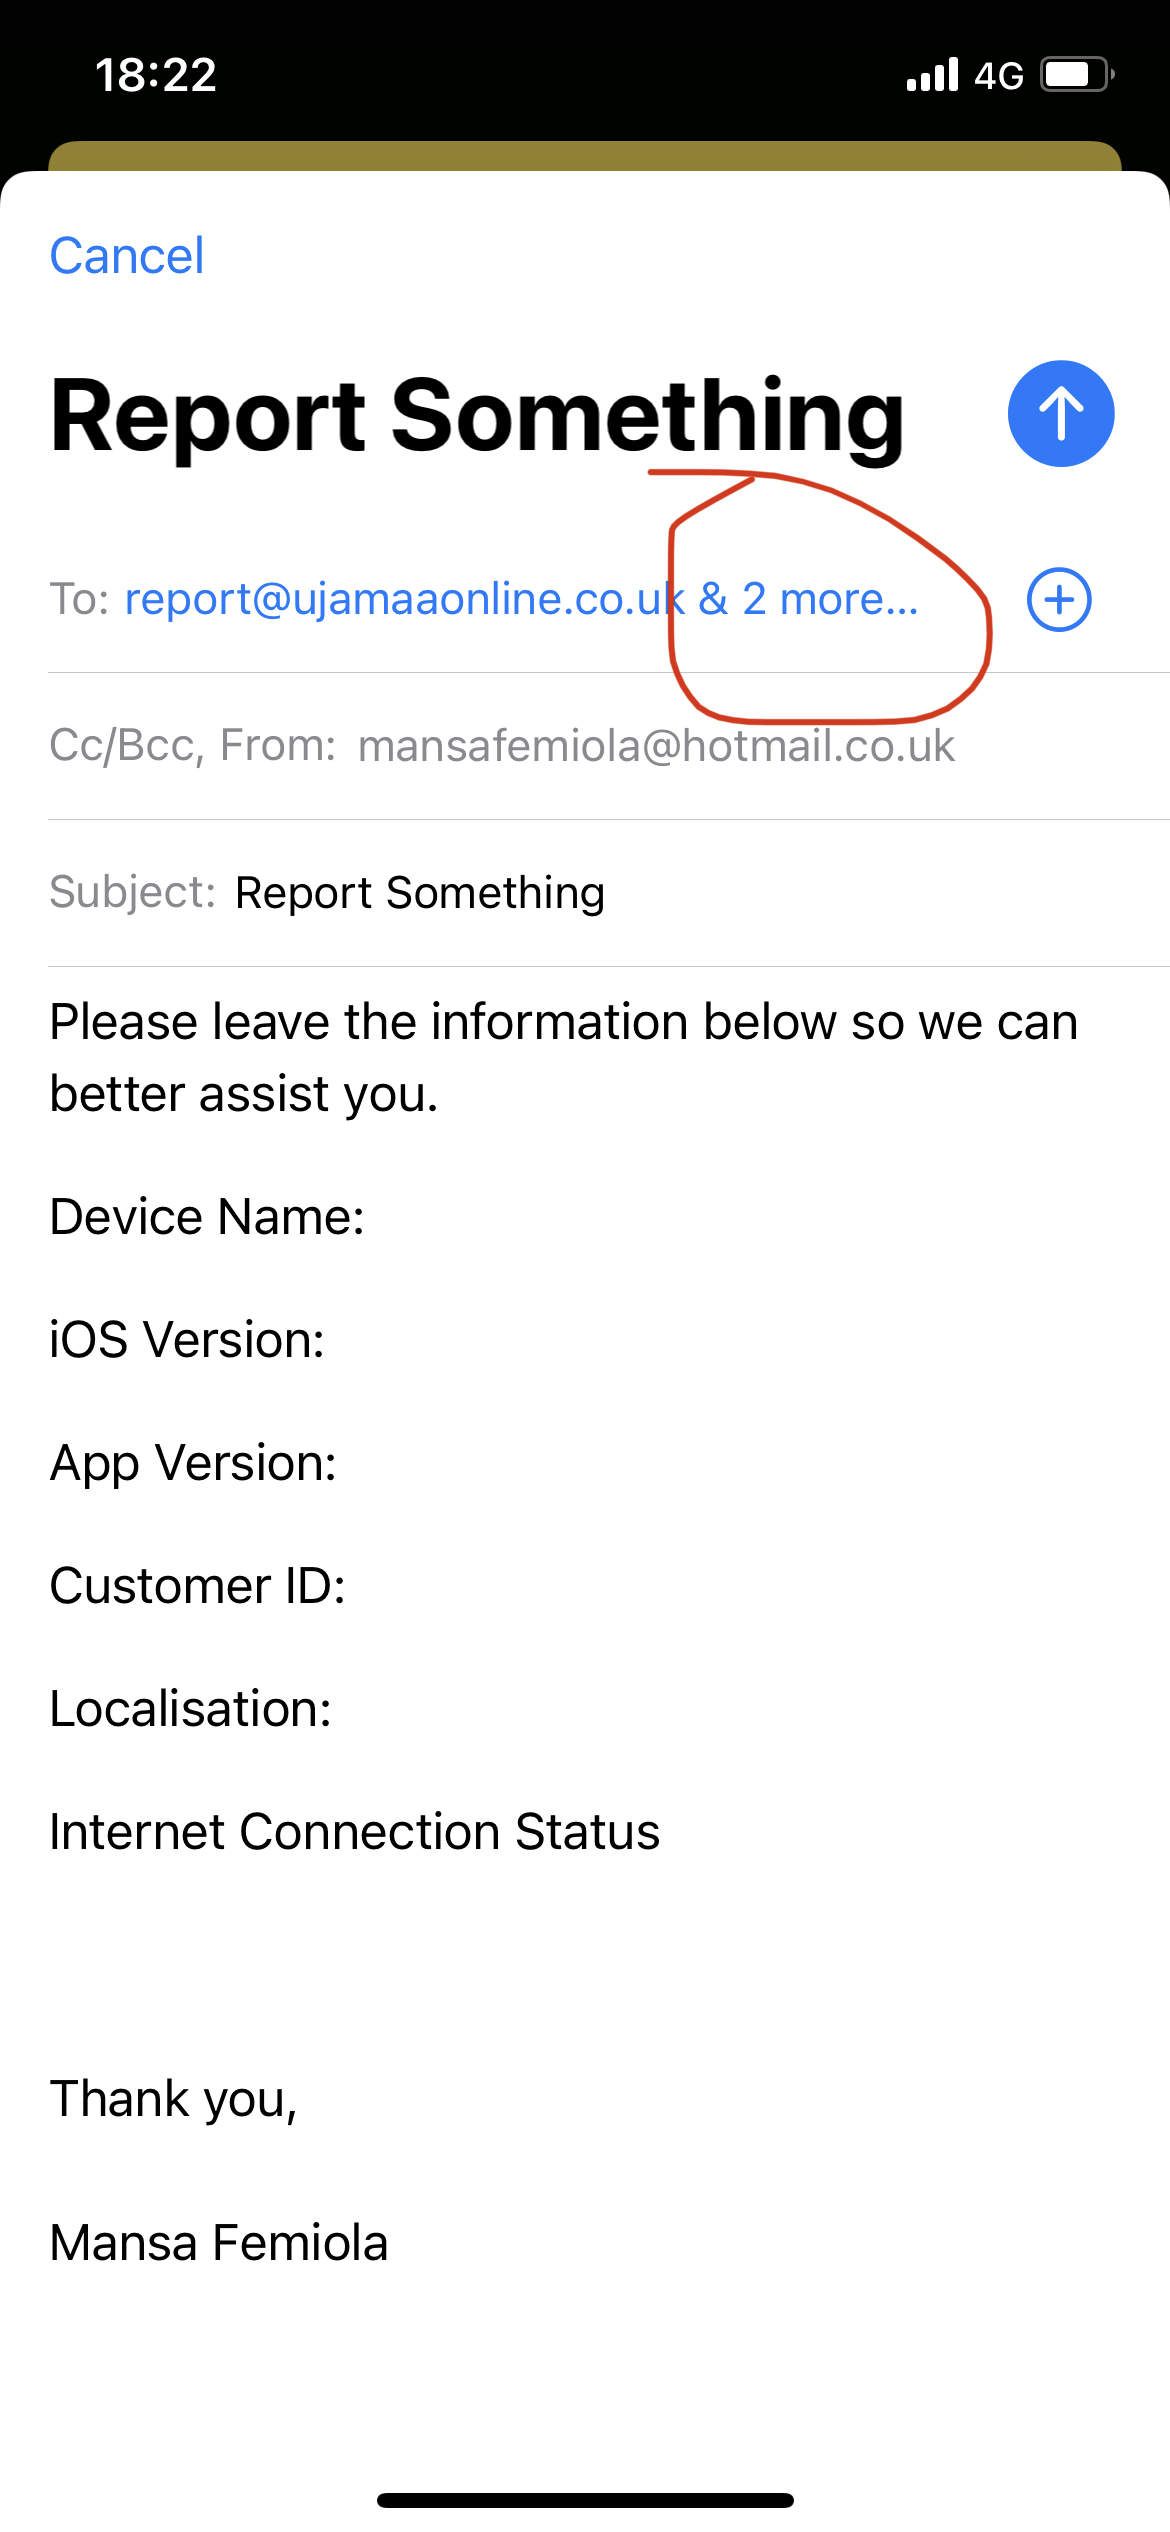 18:22 4G
Cancel
Report Something
To: report@ujamaaonline.co.uk & 2 more...
Cc/Bcc, From: mansafemiola@hotmail.co.uk
Subject: Report Something
Please leave the information below so we can
better assist you.
Device Name:
iOS Version:
App Version:
Customer ID:
Localisation:
Internet Connection Status
Thank you,
Mansa Femiola